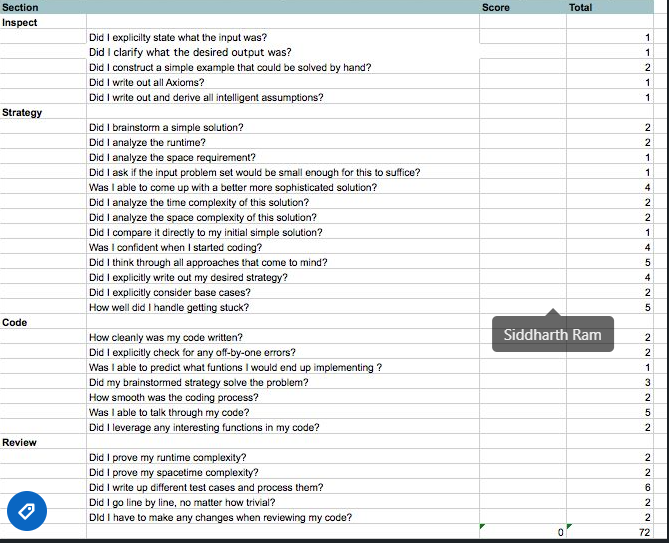 Section Score Total
Inspect
Did I explicilty state what the input was? 1
Did I clarify what the desired output was? 1
Did I construct a simple example that could be solved by hand? 2
Did I write out all Axioms? 1
Did I write out and derive all intelligent assumptions? 1
Strategy
Did I brainstorm a simple solution? 2
Did I analyze the runtime? 2
Did I analyze the space requirement? 1
Did I ask if the input problem set would be small enough for this to suffice? 1
Was I able to come up with a better more sophisticated solution? 4
Did I analyze the time complexity of this solution? 2
Did I analyze the space complexity of this solution? 2
Did I compare it directly to my initial simple solution? 1
Was I confident when I started coding? 4
Did I think through all approaches that come to mind? 5
Did I explicitly write out my desired strategy? 4
Did I explicitly consider base cases? 2
How well did I handle getting stuck? 5
Code
Siddharth Ram
How cleanly was my code written? 2
Did I explicitly check for any off-by-one errors? 2
Was I able to predict what funtions I would end up implementing ? 1
Did my brainstormed strategy solve the problem? 3
How smooth was the coding process? 2
Was I able to talk through my code? 5
Did I leverage any interesting functions in my code? 2
Review
Did I prove my runtime complexity? 2
Did I prove my spacetime complexity? 2
Did I write up different test cases and process them? 6
Did I go line by line, no matter how trivial? 2
DId I have to make any changes when reviewing my code? 2
0 72